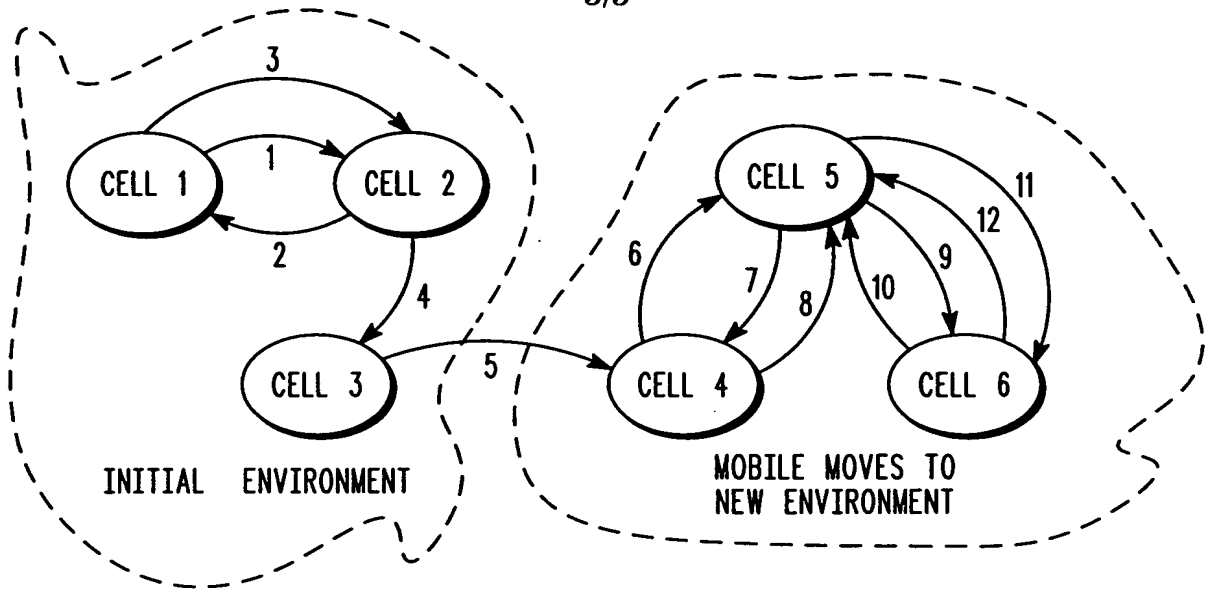 3
CELL 1
1
CELL 2
2
4
CELL 3
5
INITIAL ENVIRONMENT
CELL 5
11
12
6
7
8
9
10
CELL 4
CELL 6
MOBILE MOVES TO
NEW ENVIRONMENT